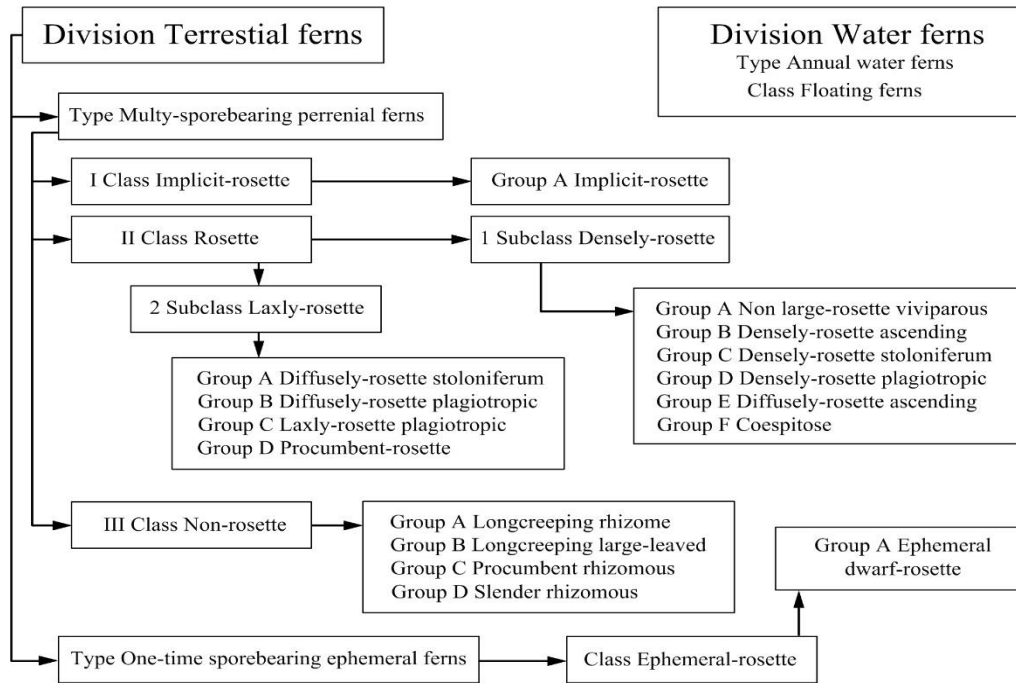 Division Terrestial ferns
Division Water ferns
Type Annual water ferns
Class Floating ferns
Type Multy-sporebearing perrenial ferns
I Class Implicit-rosette
Group A Implicit-rosette
II Class Rosette
1 Subclass Densely-rosette
2 Subclass Laxly-rosette
Group A Non large-rosette viviparous
Group B Densely-rosette ascending
Group C Densely-rosette stoloniferum
Group D Densely-rosette plagiotropic
Group E Diffusely-rosette ascending
Group F Coespitose
Group A Diffusely-rosette stoloniferum
Group B Diffusely-rosette plagiotropic
Group C Laxly-rosette plagiotropic
Group D Procumbent-rosette
III Class Non-rosette
Group A Longcreeping rhizome
Group B Longcreeping large-leaved
Group C Procumbent rhizomous
Group D Slender rhizomous
Group A Ephemeral
dwarf-rosette
Type One-time sporebearing ephemeral ferns
Class Ephemeral-rosette